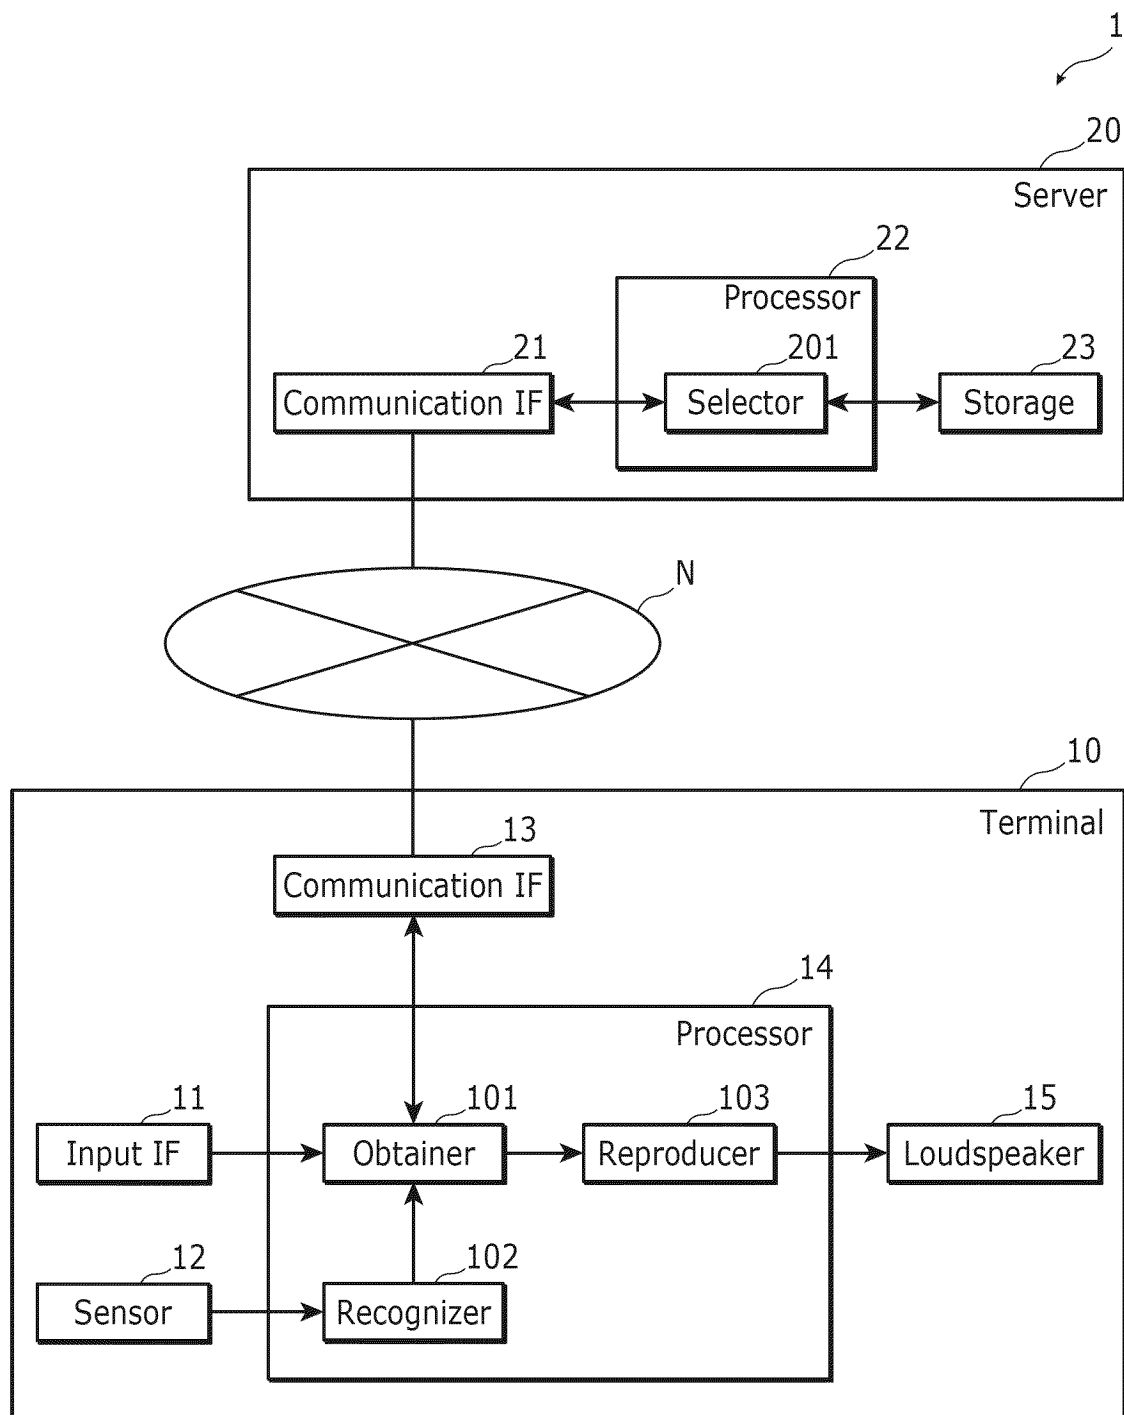 1
20
Server
22
Processor
21
201
23
Communication IF
Selector
Storage
N
10
Terminal
13
Communication IF
14
Processor
11
101
103
15
Input IF
Obtainer
Reproducer
Loudspeaker
12
102
Sensor
Recognizer